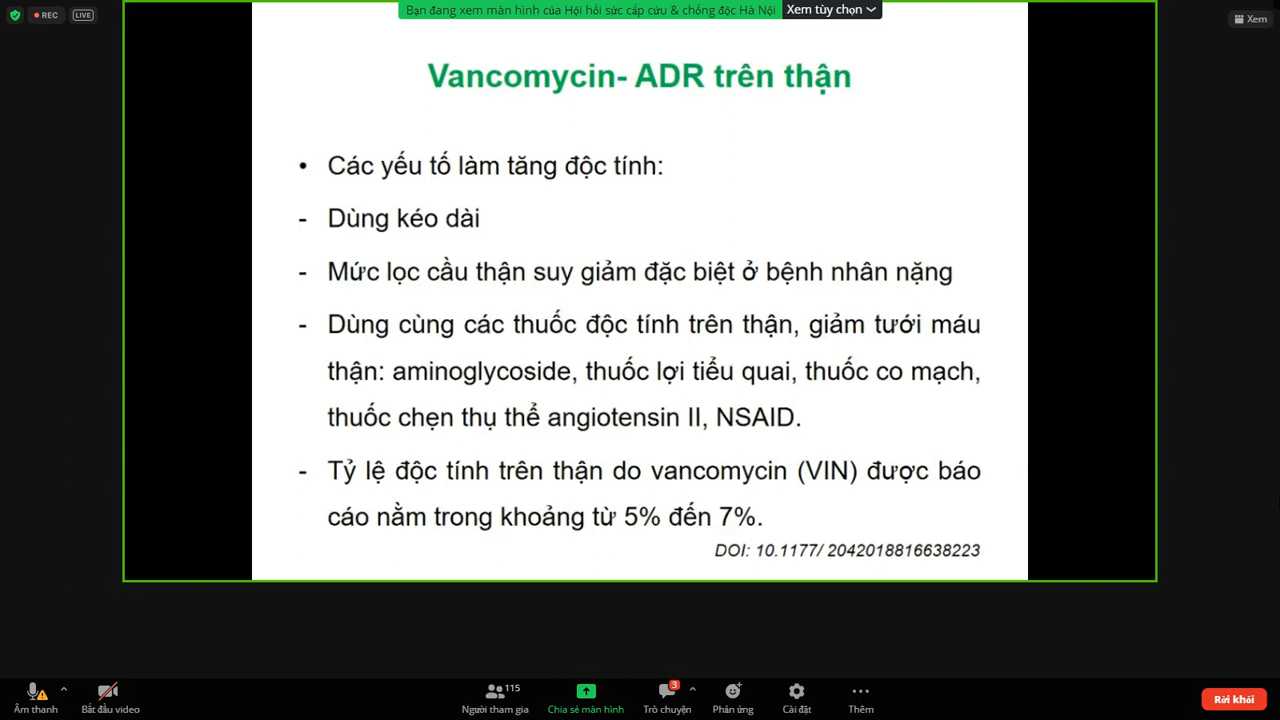 REC
LIVE
Bạn đang xem màn hình của Hội hồi sức cấp cứu & chống độc Hà Nội
Xem tùy chọn
Xem
Vancomycin- ADR trên thận
• Các yếu tố làm tăng độc tính:
- Dùng kéo dài
- Mức lọc cầu thận suy giảm đặc biệt ở bệnh nhân nặng
- Dùng cùng các thuốc độc tính trên thận, giảm tưới máu
thận: aminoglycoside, thuốc lợi tiểu quai, thuốc co mạch,
thuốc chẹn thụ thể angiotensin II, NSAID.
- Tỷ lệ độc tính trên thận do vancomycin (VIN) được báo
cáo nằm trong khoảng từ 5% đến 7%.
DOI: 10.1177/ 2042018816638223
115
3
Âm thanh
Bắt đầu video
Người tham gia
Chia sẻ màn hình
Trò chuyện
Phản ứng
Cài đặt
Thêm
Rời khỏi